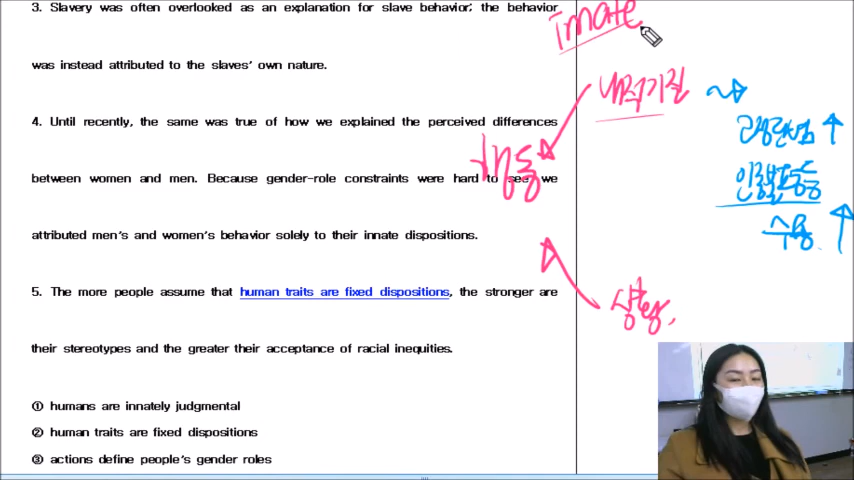 3. Slavery was often overlooked as an explanation for slave behavior; the behavior
was instead attributed to the slaves' own nature.
4. Until recently, the same was true of how we explained the perceived differences
between women and men. Because gender-role constraints were hard to see, we
attributed men's and women's behavior solely to their innate dispositions.
5. The more people assume that human traits are fixed dispositions, the stronger are
their stereotypes and the greater their acceptance of racial inequities.
① humans are innately judgmental
② human traits are fixed dispositions
③ actions define people's gender roles
행동
내적기질
고정관념
인종불평등
수용